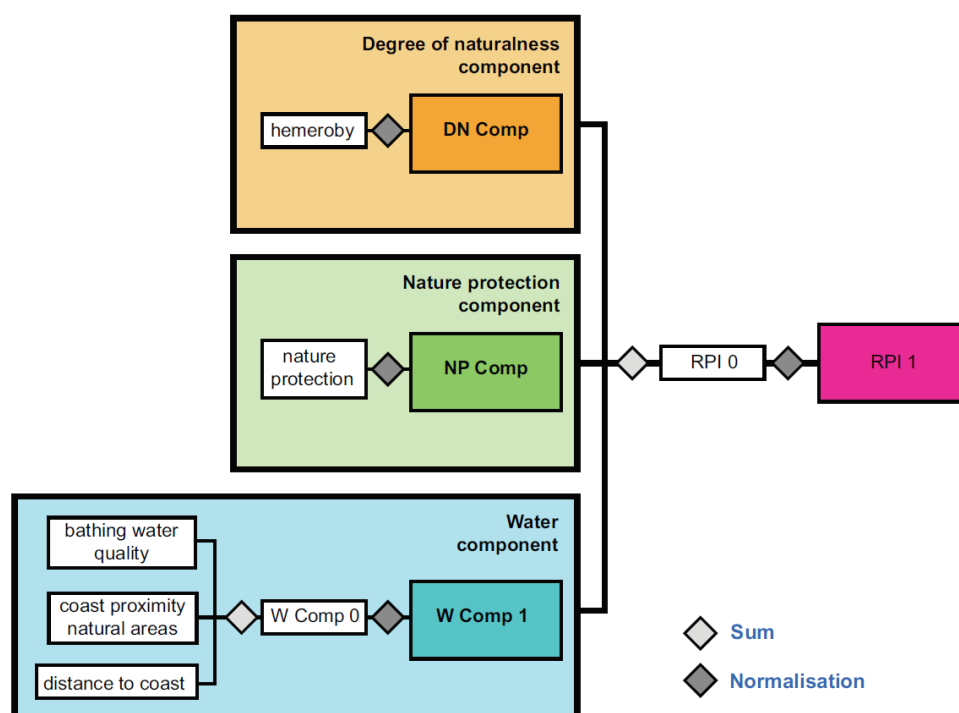 Degree of naturalness
component
hemeroby
DN Comp
Nature protection
component
nature
protection
NP Comp
RPI 0
RPI 1
Water
component
bathing water
quality
coast proximity
natural areas
distance to coast
W Comp 0
W Comp 1
Sum
Normalisation